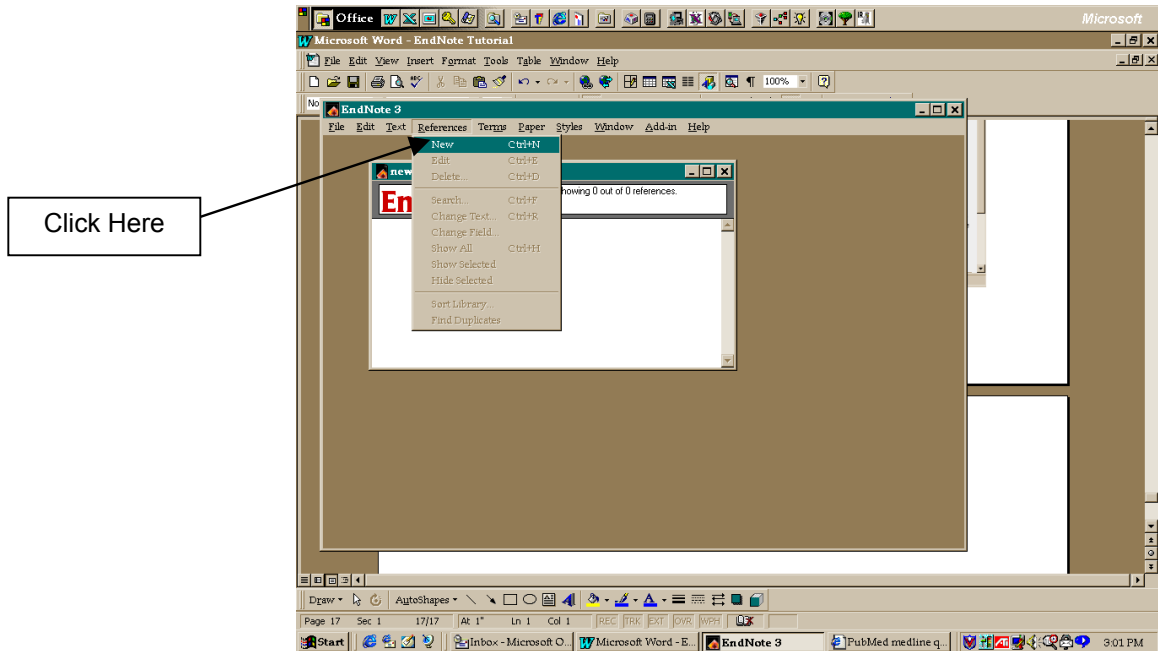 Office
Microsoft
Microsoft Word - EndNote Tutorial
File Edit View Insert Format Tools Table Window Help
100%
No
EndNote 3
File Edit Text References Terms Paper Styles Window Add-in Help
New Ctrl+N
Edit Ctrl+E
Delete... Ctrl+D
Search... Ctrl+F
Change Text... Ctrl+R
Change Field...
Show All Ctrl+H
Show Selected
Hide Selected
Sort Library...
Find Duplicates
new
howing 0 out of 0 references.
En
Click Here
Draw AutoShapes
Page 17 Sec 1 17/17 At 1" Ln 1 Col 1 REC TRK EXT OVR WPH
Start Inbox - Microsoft O... Microsoft Word - E... EndNote 3 PubMed medline q... 3:01 PM